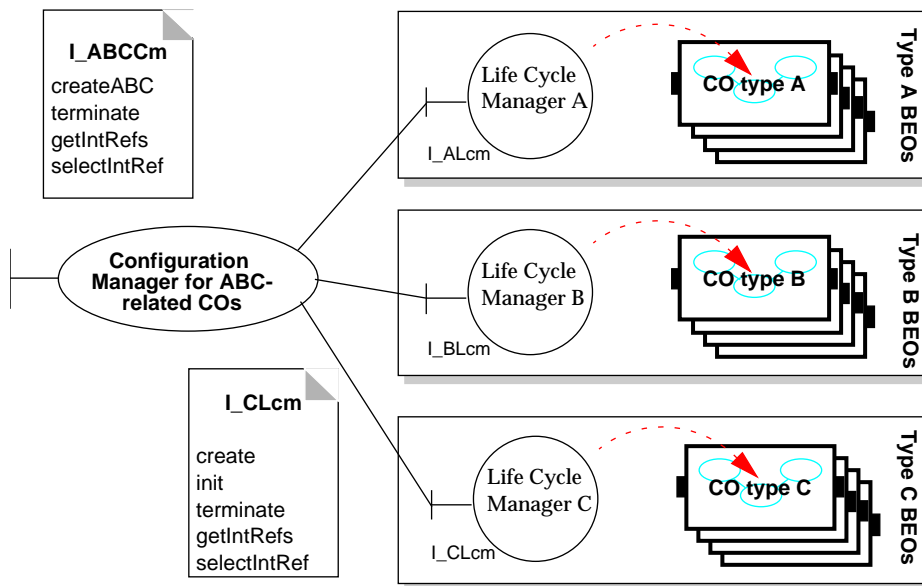 I_ABCCm
createABC
terminate
getIntRefs
selectIntRef
Life Cycle
Manager A
I_ALcm
CO type A
Type A BEOs
Configuration
Manager for ABC-
related COs
Life Cycle
Manager B
I_BLcm
CO type B
Type B BEOs
I_CLcm
create
init
terminate
getIntRefs
selectIntRef
Life Cycle
Manager C
I_CLcm
CO type C
Type C BEOs